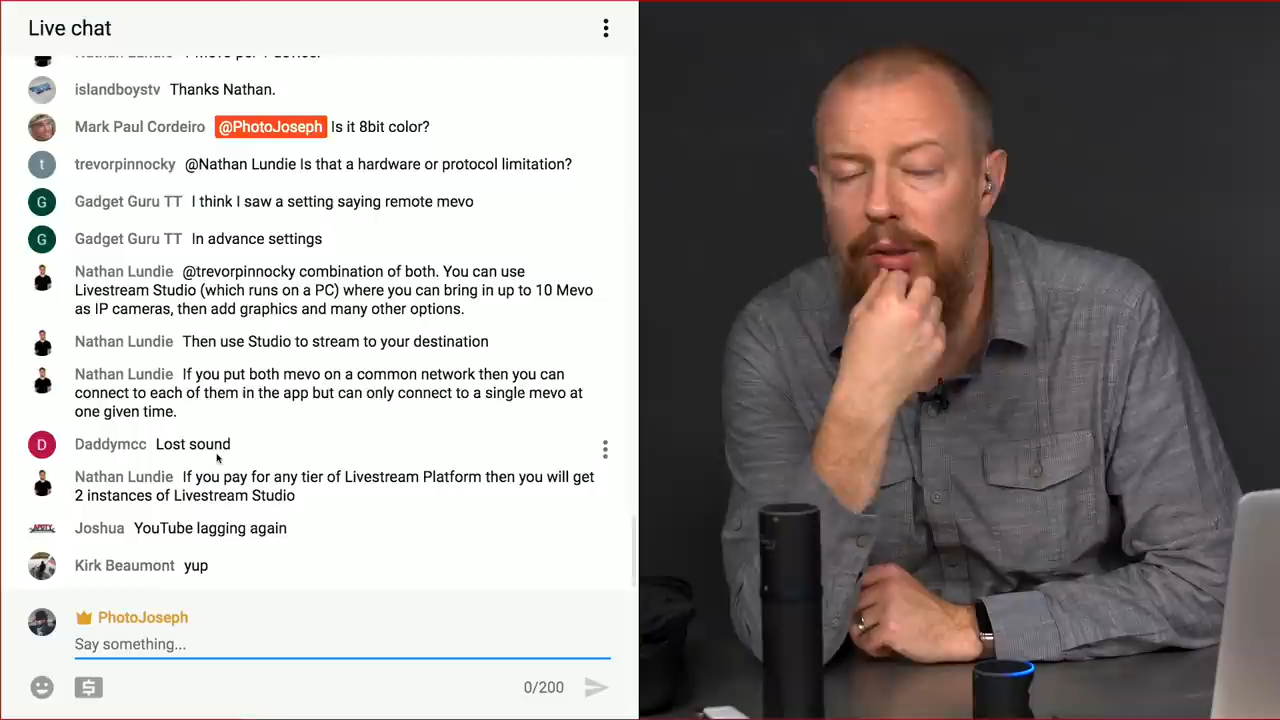 Live chat
islandboystv Thanks Nathan.
Mark Paul Cordeiro @PhotoJoseph Is it 8bit color?
t trevorpinnocky @Nathan Lundie Is that a hardware or protocol limitation?
G Gadget Guru TT I think I saw a setting saying remote mevo
G Gadget Guru TT In advance settings
Nathan Lundie @trevorpinnocky combination of both. You can use
Livestream Studio (which runs on a PC) where you can bring in up to 10 Mevo
as IP cameras, then add graphics and many other options.
Nathan Lundie Then use Studio to stream to your destination
Nathan Lundie If you put both mevo on a common network then you can
connect to each of them in the app but can only connect to a single mevo at
one given time.
D Daddymcc Lost sound
Nathan Lundie If you pay for any tier of Livestream Platform then you will get
2 instances of Livestream Studio
Joshua YouTube lagging again
Kirk Beaumont yup
PhotoJoseph
Say something...
$ 0/200